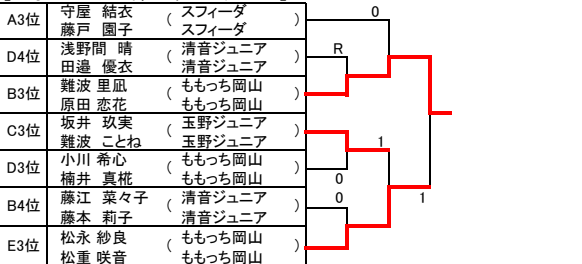 A3位 守屋 結衣 ( スフィーダ ) 0
藤戸 園子 スフィーダ
D4位 浅野間 晴 ( 清音ジュニア ) R
田邉 優衣 清音ジュニア
B3位 難波 里凪 ( ももっち岡山 )
原田 恋花 ももっち岡山
C3位 坂井 玖実 ( 玉野ジュニア )
難波 ことね 玉野ジュニア 1
D3位 小川 希心 ( ももっち岡山 )
楠井 真椛 ももっち岡山 0
B4位 藤江 菜々子 ( 清音ジュニア ) 0 1
藤本 莉子 清音ジュニア
E3位 松永 紗良 ( ももっち岡山 )
松重 咲音 ももっち岡山